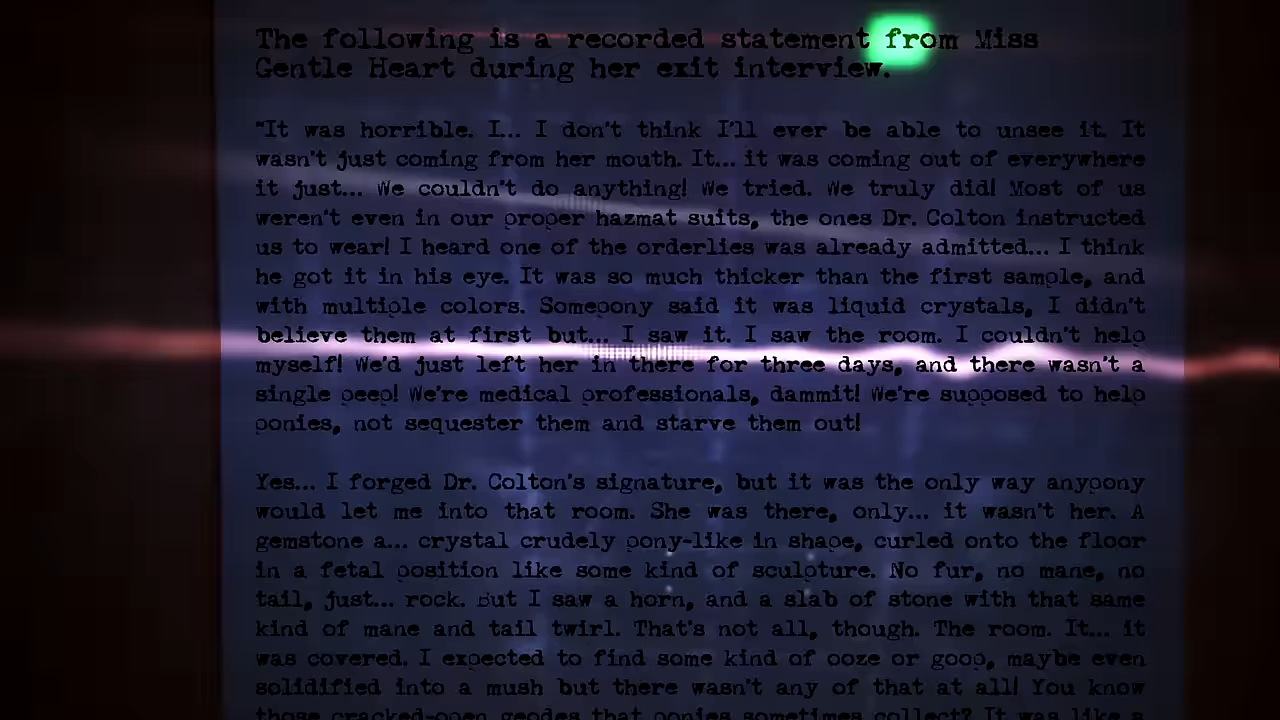 The following is a recorded statement from Miss
Gentle Heart during her exit interview.
"It was horrible. I... I don't think I'll ever be able to unsee it. It
wasn't just coming from her mouth. It... it was coming out of everywhere
it just... We couldn't do anything! We tried. We truly did! Most of us
weren't even in our proper hazmat suits, the ones Dr. Colton instructed
us to wear! I heard one of the orderlies was already admitted... I think
he got it in his eye. It was so much thicker than the first sample, and
with multiple colors. Somepony said it was liquid crystals, I didn't
believe them at first but... I saw it. I saw the room. I couldn't help
myself! We'd just left her in there for three days, and there wasn't a
single peep! We're medical professionals, dammit! We're supposed to help
ponies, not sequester them and starve them out!
Yes... I forged Dr. Colton's signature, but it was the only way anypony
would let me into that room. She was there, only... it wasn't her. A
gemstone a... crystal crudely pony-like in shape, curled onto the floor
in a fetal position like some kind of sculpture. No fur, no mane, no
tail, just... rock. But I saw a horn, and a slab of stone with that same
kind of mane and tail twirl. That's not all, though. The room. It... it
was covered. I expected to find some kind of ooze or goop, maybe even
solidified into a mush but there wasn't any of that at all! You know
those cracked-open geodes that ponies sometimes collect? It was like a